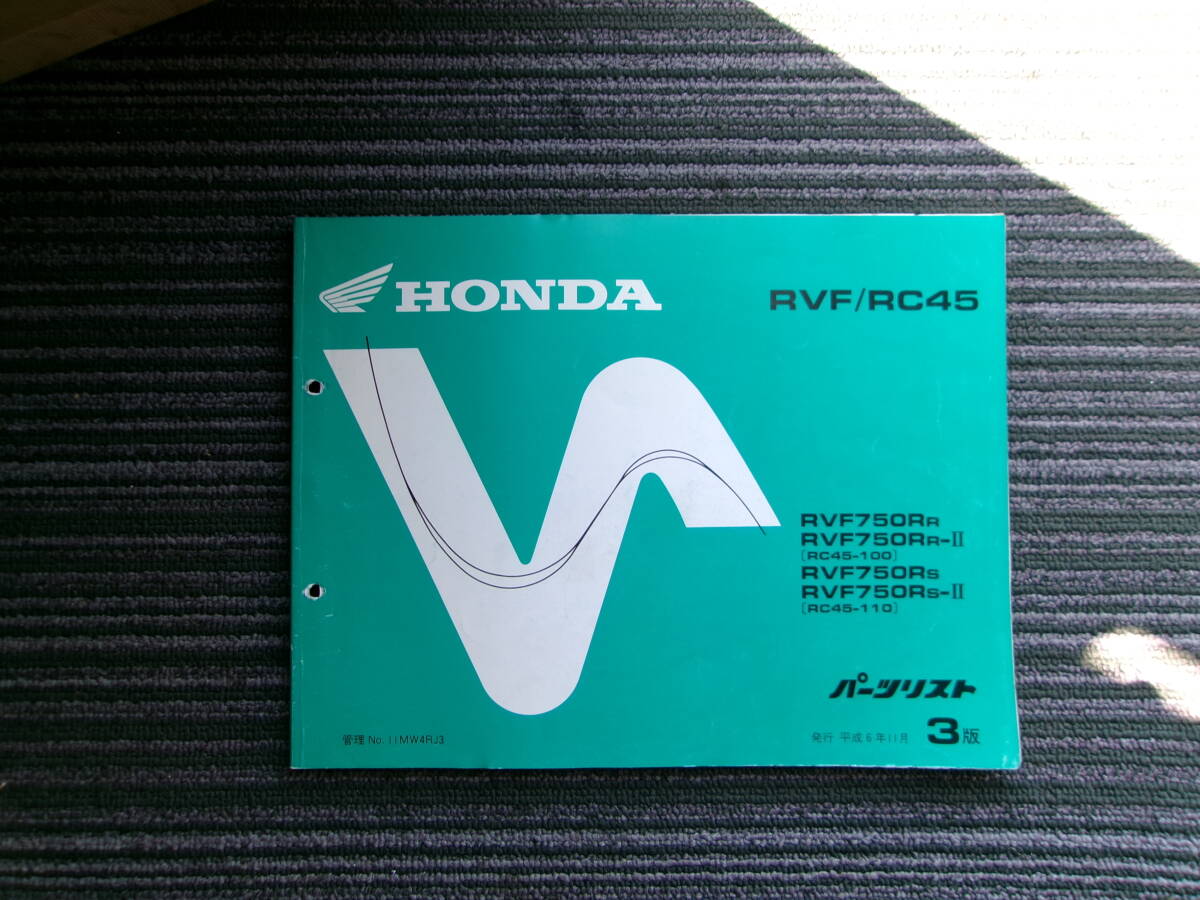 HONDA
RVF/RC45
RVF750RR
RVF750RR-II
[RC45-100]
RVF750RS
RVF750RS-II
[RC45-110]
パーツリスト
管理 No. 11MW4RJ3
発行 平成6年11月 3版